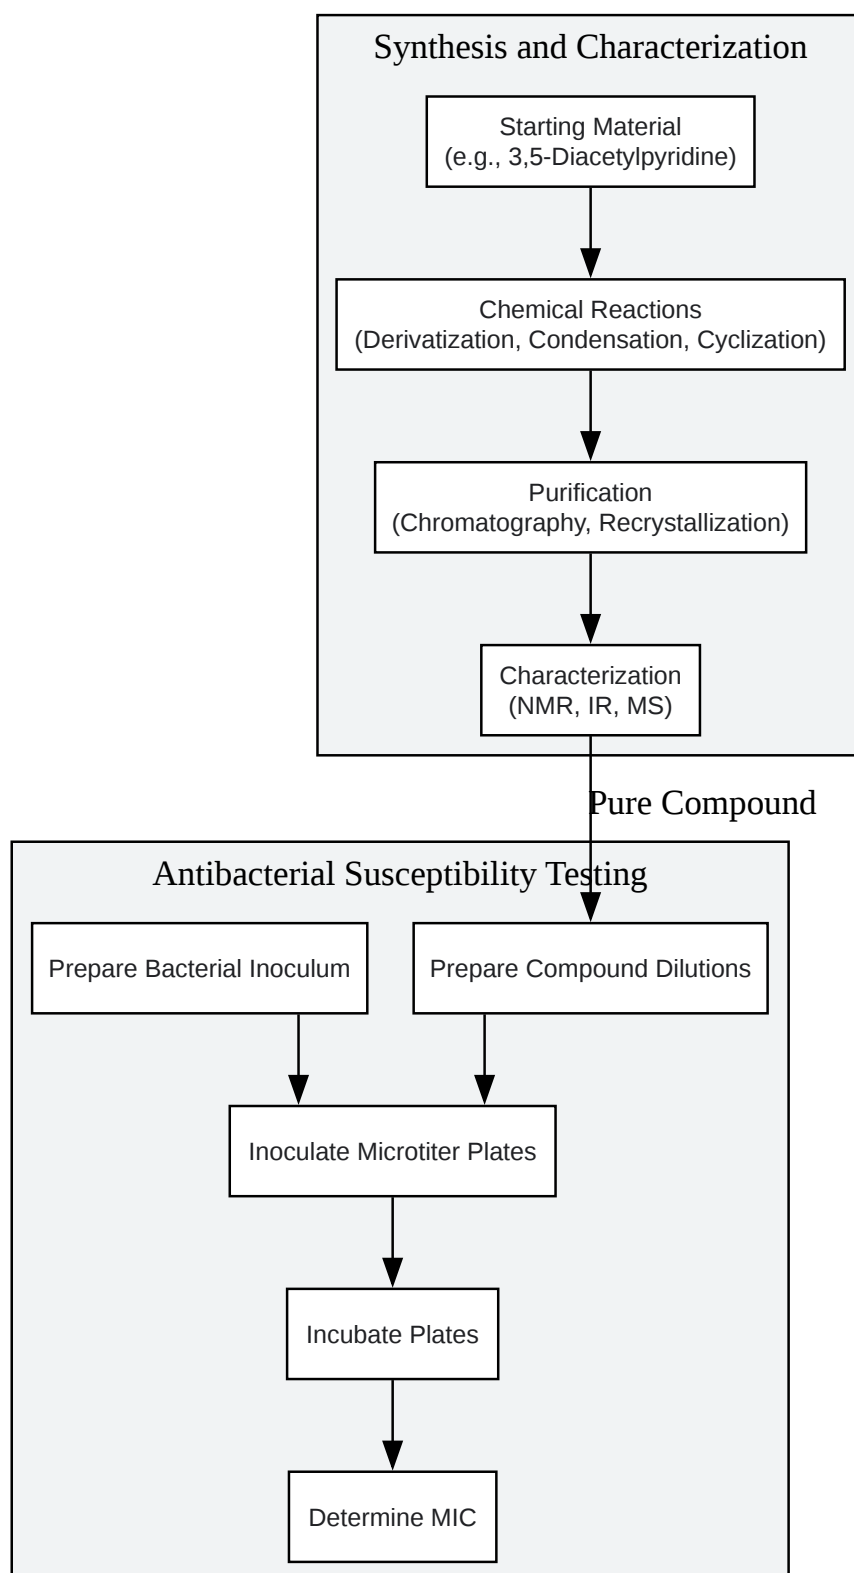 Synthesis and Characterization
Starting Material
(e.g., 3,5-Diacetylpyridine)
Chemical Reactions
(Derivatization, Condensation, Cyclization)
Purification
(Chromatography, Recrystallization)
Characterization
(NMR, IR, MS)
Pure Compound
Antibacterial Susceptibility Testing
Prepare Bacterial Inoculum
Prepare Compound Dilutions
Inoculate Microtiter Plates
Incubate Plates
Determine MIC